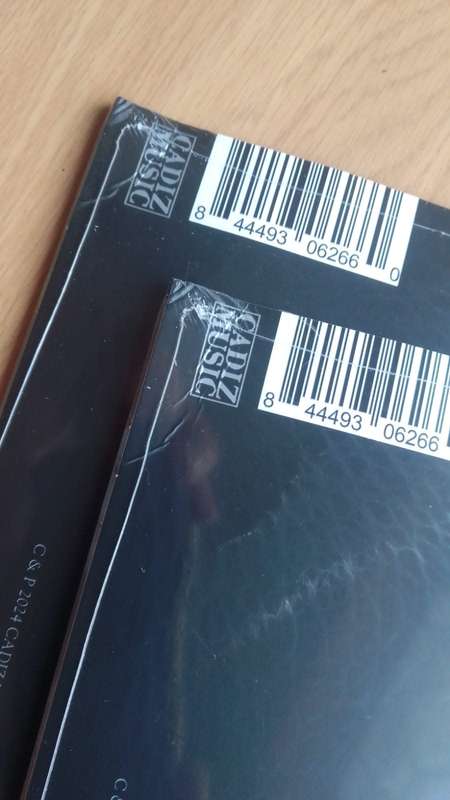 CADIZ
MUSIC
8 44493 06266 0
CADIZ
MUSIC
8 44493 06266
C & P 2024 CADIZ
C &